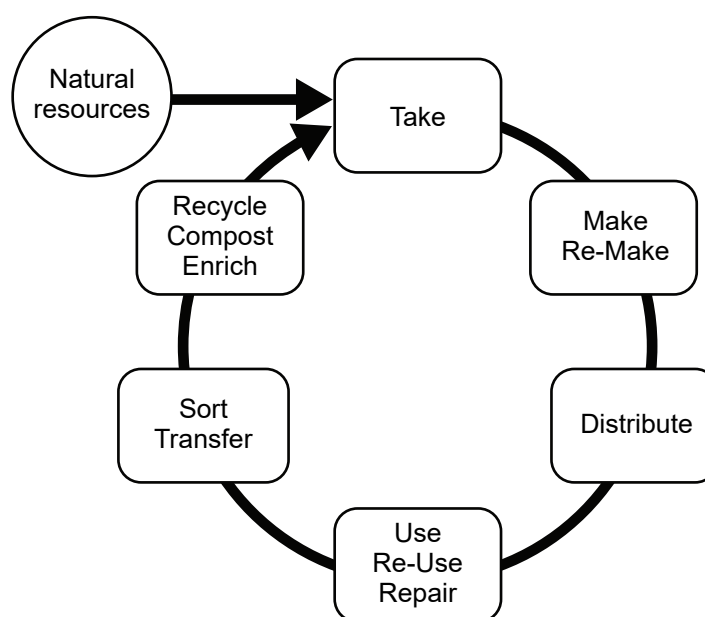 Natural
resources
Take
Make
Re-Make
Distribute
Use
Re-Use
Repair
Sort
Transfer
Recycle
Compost
Enrich